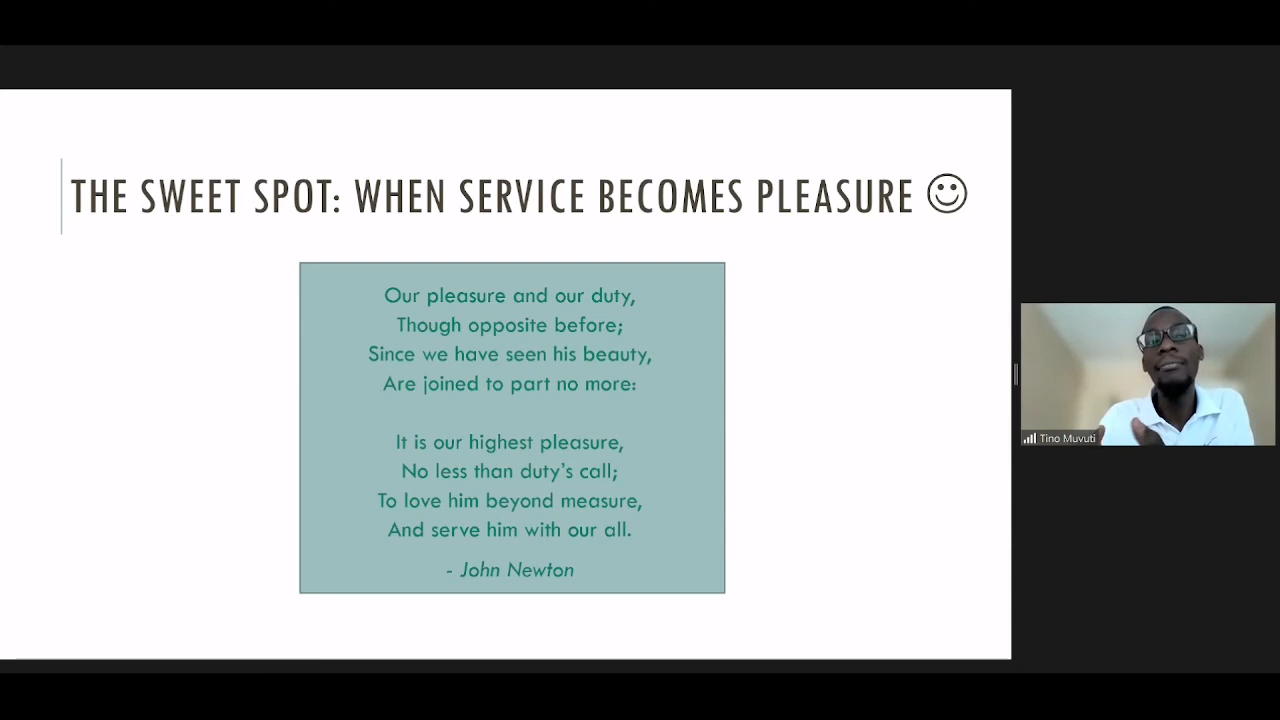 THE SWEET SPOT: WHEN SERVICE BECOMES PLEASURE ☺
Our pleasure and our duty,
Though opposite before;
Since we have seen his beauty,
Are joined to part no more:
It is our highest pleasure,
No less than duty’s call;
To love him beyond measure,
And serve him with our all.
- John Newton
Tino Muvuti